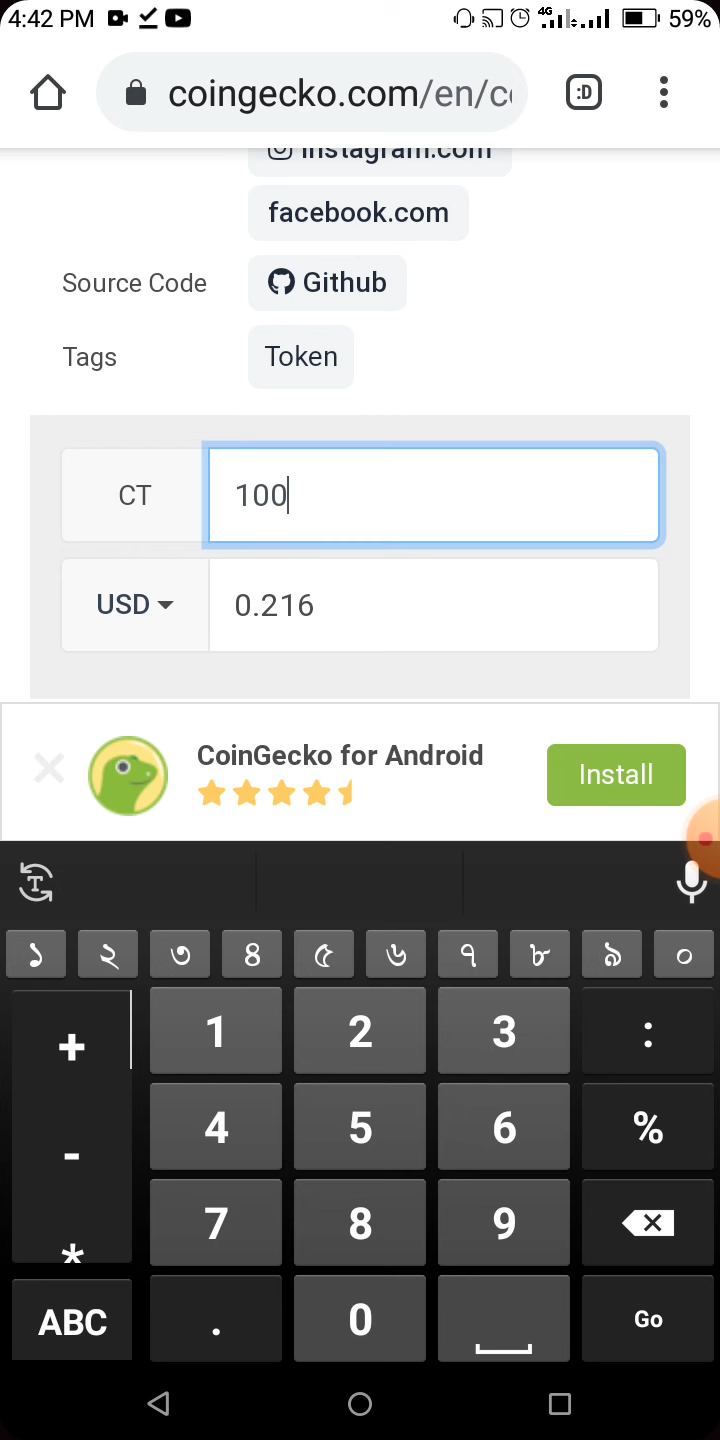 4:42 PM 4G 59%
coingecko.com/en/c
:D
instagram.com
facebook.com
Source Code Github
Tags Token
CT 100
USD 0.216
CoinGecko for Android
Install
১ ২ ৩ ৪ ৫ ৬ ৭ ৮ ৯ ০
+ 1 2 3 :
- 4 5 6 %
* 7 8 9
ABC . 0 Go